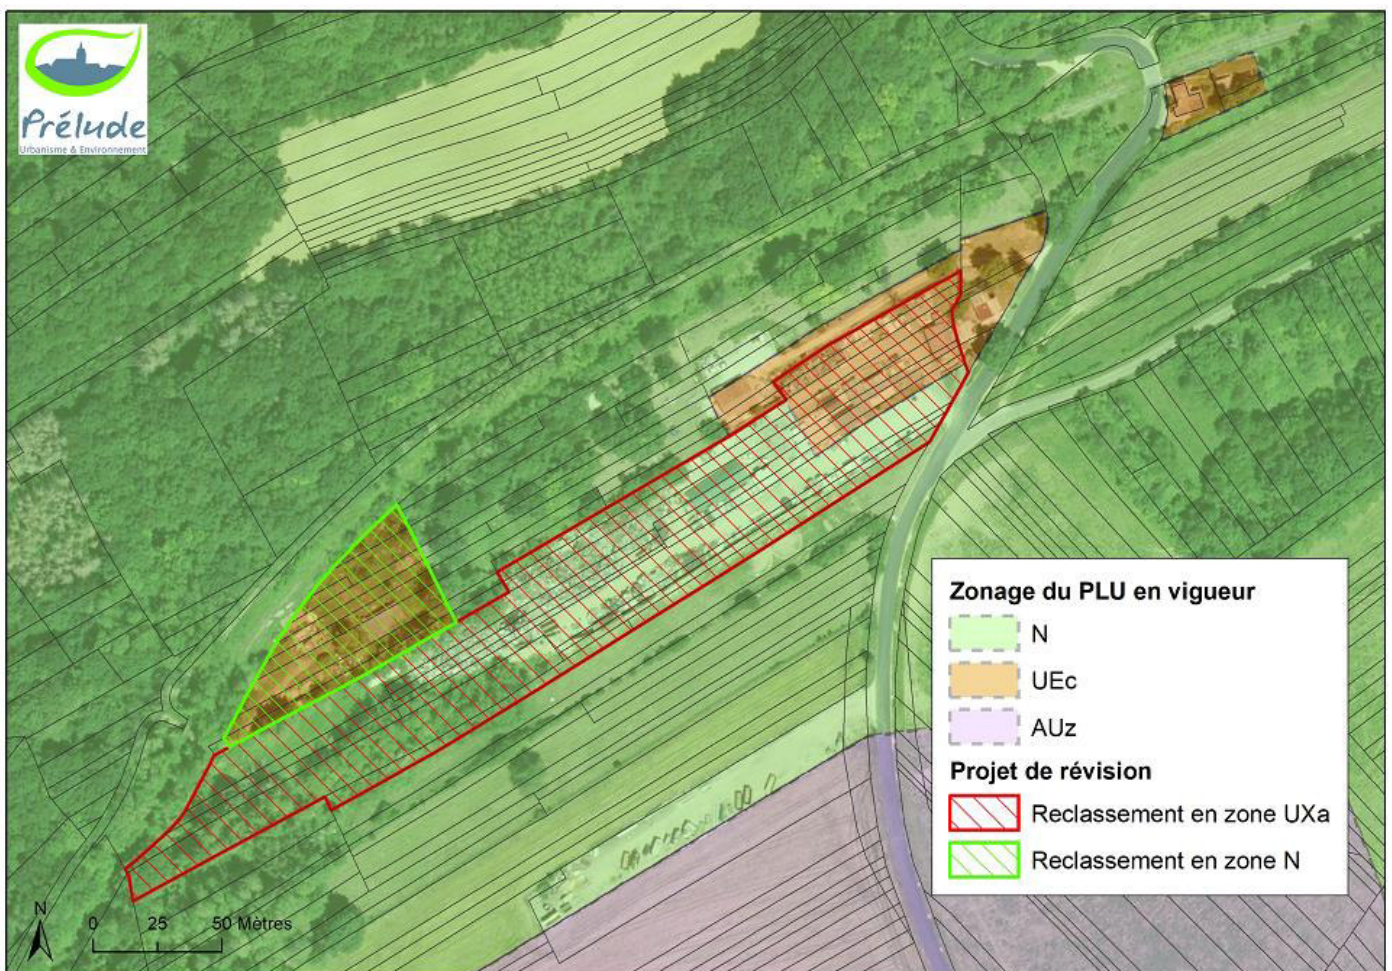 Prélude
Urbanisme & Environnement
Zonage du PLU en vigueur
N
UEc
AUz
Projet de révision
Reclassement en zone UXa
Reclassement en zone N
N
0 25 50 Mètres